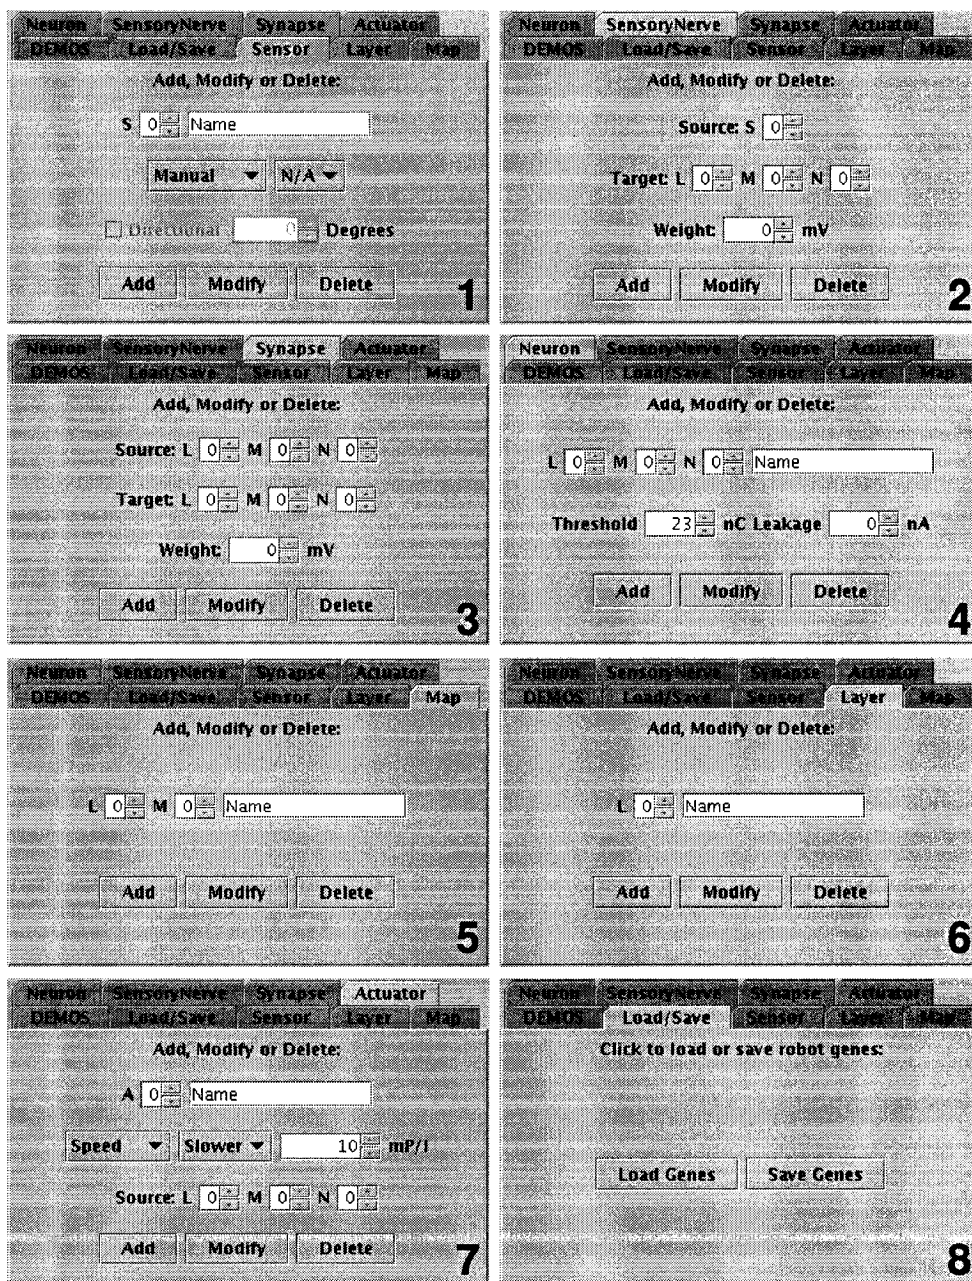 Neuron SensoryNerve Synapse Actuator
DEMOS Load/Save Sensor Layer Map
Add, Modify or Delete:
S 0 Name
Manual N/A
Directional 0 Degrees
Add Modify Delete
1
Neuron SensoryNerve Synapse Actuator
DEMOS Load/Save Sensor Layer Map
Add, Modify or Delete:
Source: S 0
Target: L 0 M 0 N 0
Weight: 0 mV
Add Modify Delete
2
Neuron SensoryNerve Synapse Actuator
DEMOS Load/Save Sensor Layer Map
Add, Modify or Delete:
Source: L 0 M 0 N 0
Target: L 0 M 0 N 0
Weight: 0 mV
Add Modify Delete
3
Neuron SensoryNerve Synapse Actuator
DEMOS Load/Save Sensor Layer Map
Add, Modify or Delete:
L 0 M 0 N 0 Name
Threshold 23 nC Leakage 0 nA
Add Modify Delete
4
Neuron SensoryNerve Synapse Actuator
DEMOS Load/Save Sensor Layer Map
Add, Modify or Delete:
L 0 M 0 Name
Add Modify Delete
5
Neuron SensoryNerve Synapse Actuator
DEMOS Load/Save Sensor Layer Map
Add, Modify or Delete:
L 0 Name
Add Modify Delete
6
Neuron SensoryNerve Synapse Actuator
DEMOS Load/Save Sensor Layer Map
Add, Modify or Delete:
A 0 Name
Speed Slower 10 mP/I
Source: L 0 M 0 N 0
Add Modify Delete
7
Neuron SensoryNerve Synapse Actuator
DEMOS Load/Save Sensor Layer Map
Click to load or save robot genes:
Load Genes Save Genes
8